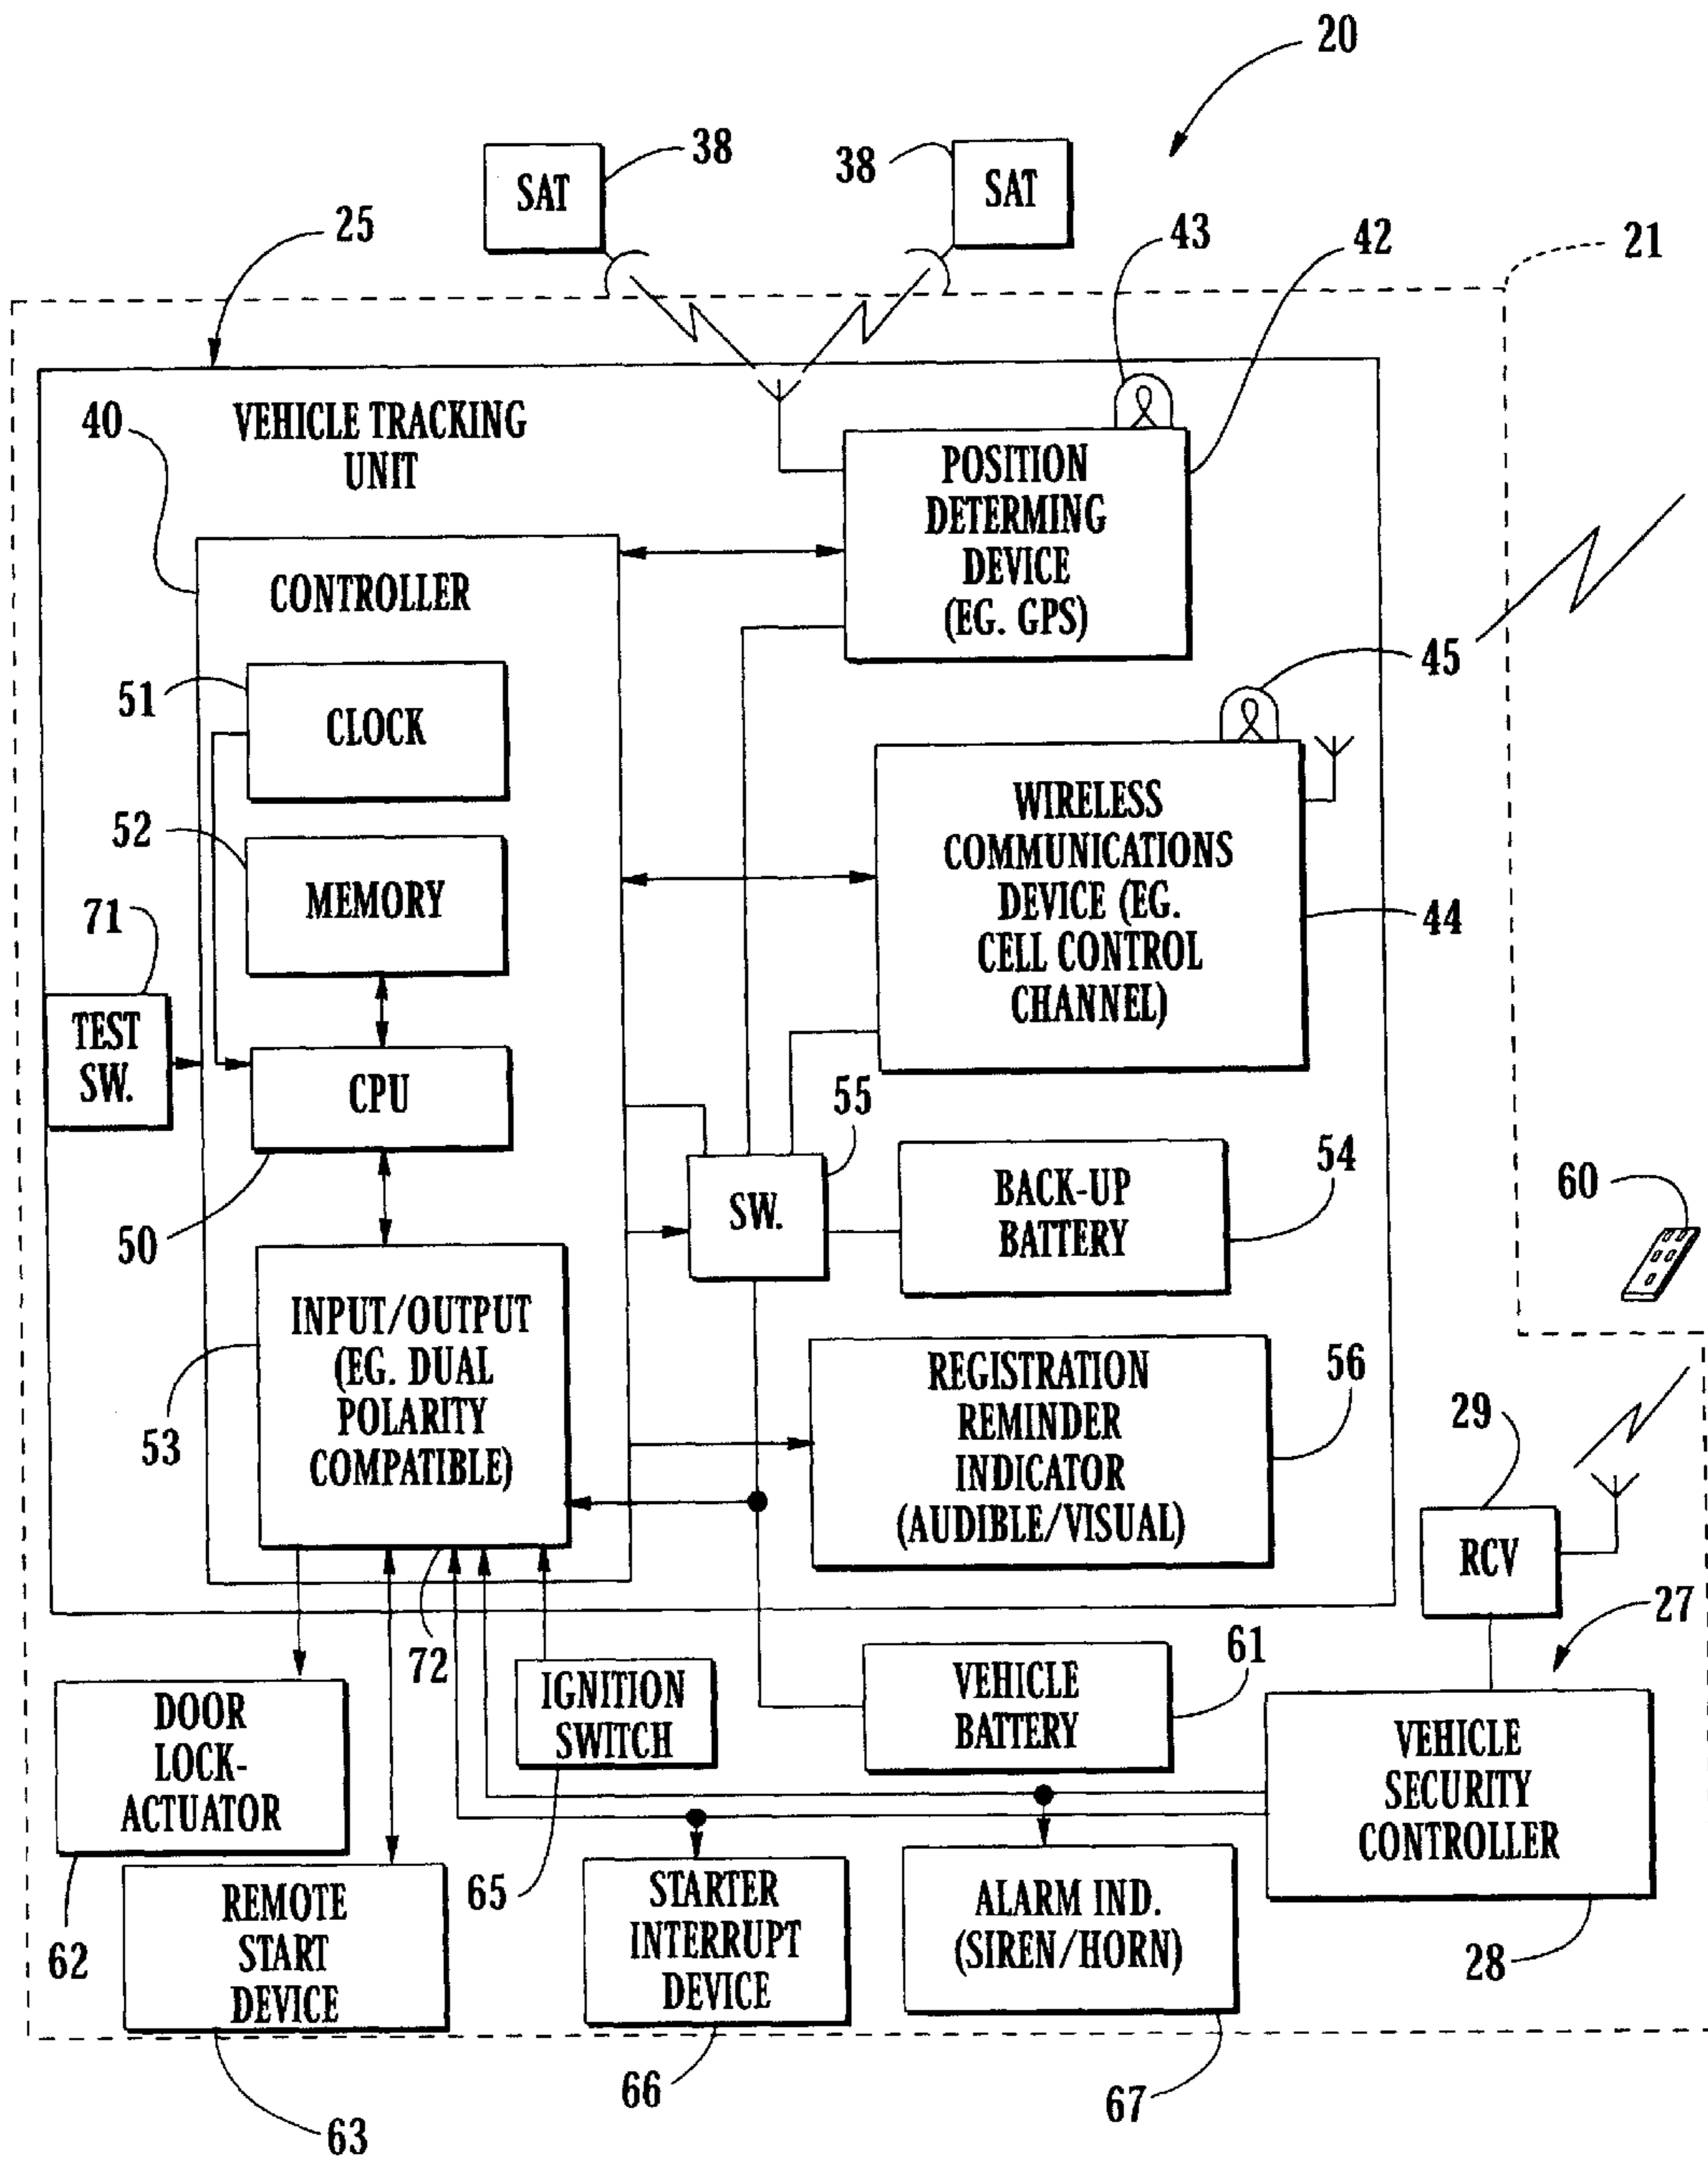 20
SAT
38
38
SAT
25
43
42
21
40
VEHICLE TRACKING
UNIT
POSITION
DETERMING
DEVICE
(EG. GPS)
CONTROLLER
45
51
CLOCK
52
MEMORY
WIRELESS
COMMUNICATIONS
DEVICE (EG.
CELL CONTROL
CHANNEL)
44
71
TEST
SW.
CPU
50
55
SW.
BACK-UP
BATTERY
54
60
INPUT/OUTPUT
(EG. DUAL
POLARITY
COMPATIBLE)
53
REGISTRATION
REMINDER
INDICATOR
(AUDIBLE/VISUAL)
56
29
RCV
27
72
IGNITION
SWITCH
VEHICLE
BATTERY
61
DOOR
LOCK-
ACTUATOR
VEHICLE
SECURITY
CONTROLLER
62
REMOTE
START
DEVICE
65
STARTER
INTERRUPT
DEVICE
ALARM IND.
(SIREN/HORN)
28
63
66
67